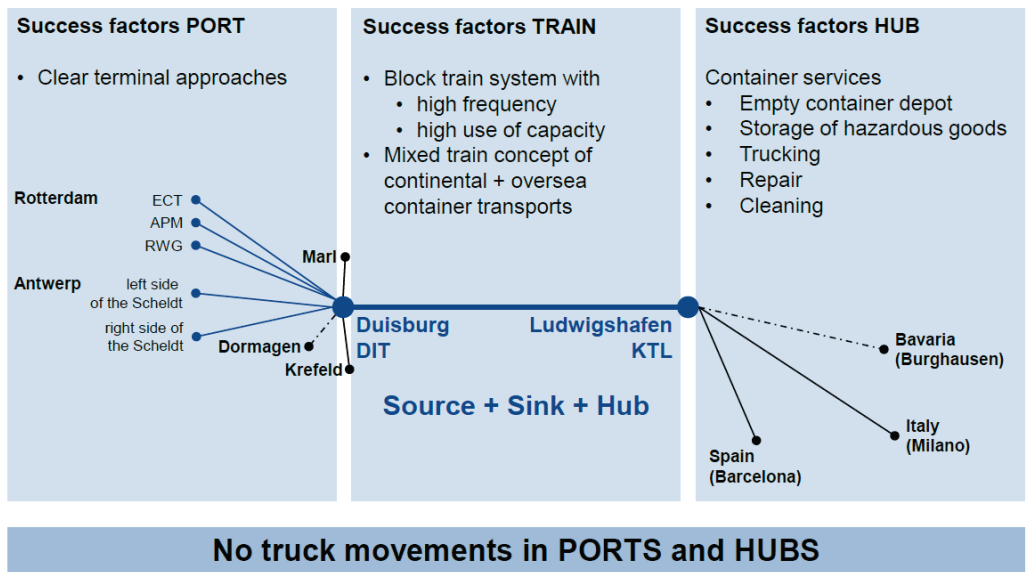 Success factors PORT
• Clear terminal approaches
Rotterdam
ECT
APM
RWG
Antwerp
left side
of the Scheldt
right side of
the Scheldt
Marl
Dormagen
Krefeld
Success factors TRAIN
• Block train system with
• high frequency
• high use of capacity
• Mixed train concept of
continental + oversea
container transports
Duisburg
DIT
Ludwigshafen
KTL
Source + Sink + Hub
Success factors HUB
Container services
• Empty container depot
• Storage of hazardous goods
• Trucking
• Repair
• Cleaning
Bavaria
(Burghausen)
Italy
(Milano)
Spain
(Barcelona)
No truck movements in PORTS and HUBS